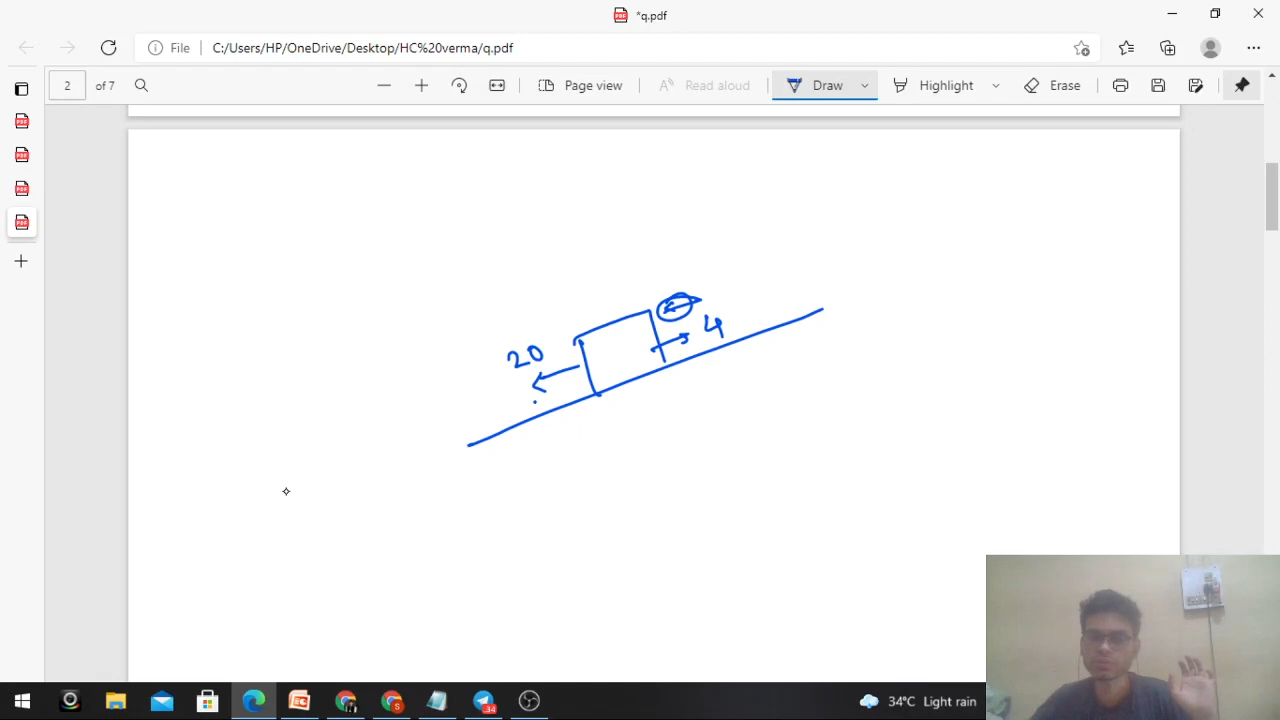 *q.pdf
File C:/Users/HP/OneDrive/Desktop/HC%20verma/q.pdf
2 of 7 Page view Read aloud Draw Highlight Erase
4
20
34
34°C Light rain